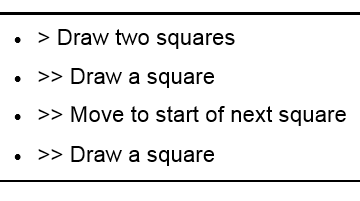 • > Draw two squares
• >> Draw a square
• >> Move to start of next square
• >> Draw a square